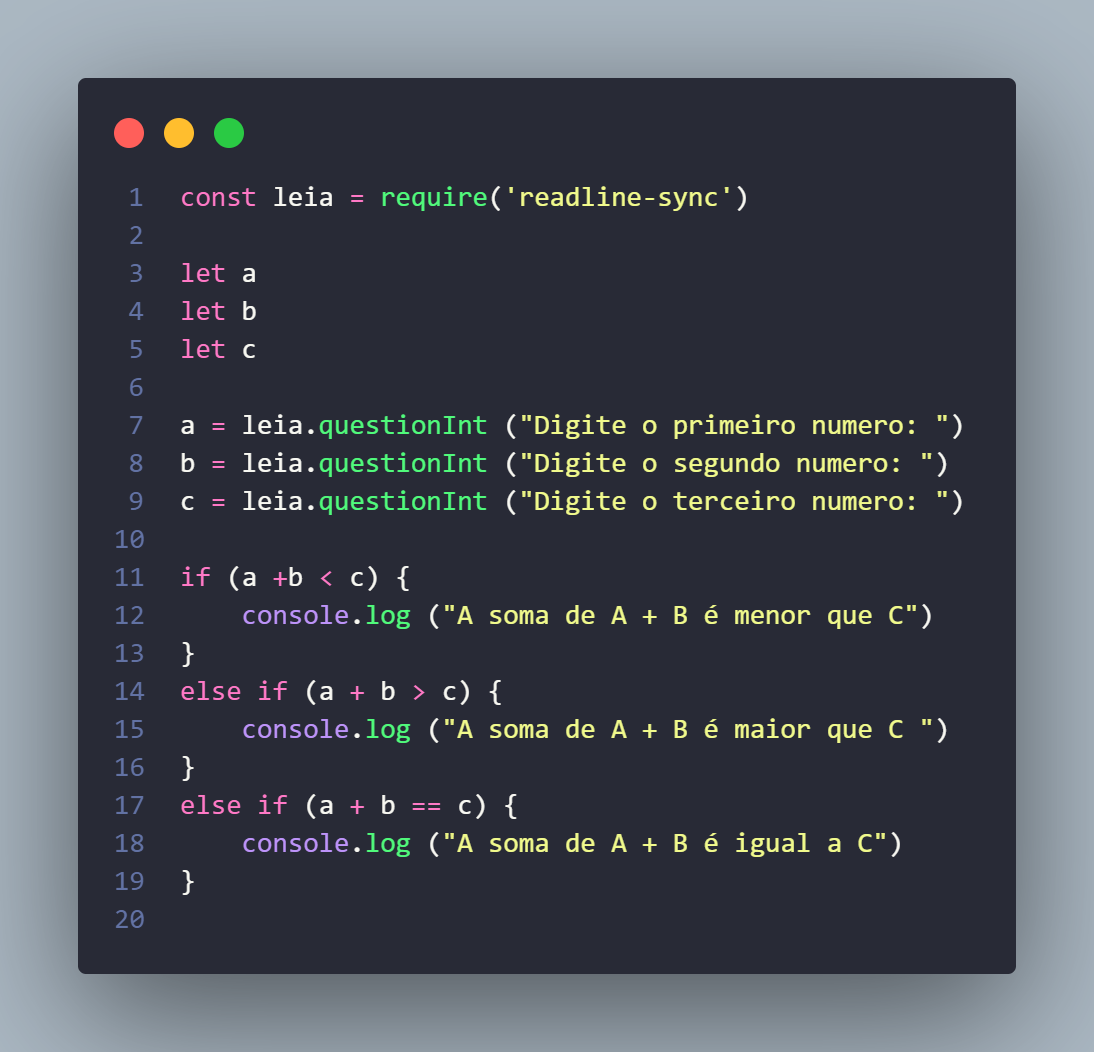 1 const leia = require('readline-sync')
2
3 let a
4 let b
5 let c
6
7 a = leia.questionInt ("Digite o primeiro numero: ")
8 b = leia.questionInt ("Digite o segundo numero: ")
9 c = leia.questionInt ("Digite o terceiro numero: ")
10
11 if (a +b < c) {
12     console.log ("A soma de A + B é menor que C")
13 }
14 else if (a + b > c) {
15     console.log ("A soma de A + B é maior que C ")
16 }
17 else if (a + b == c) {
18     console.log ("A soma de A + B é igual a C")
19 }
20